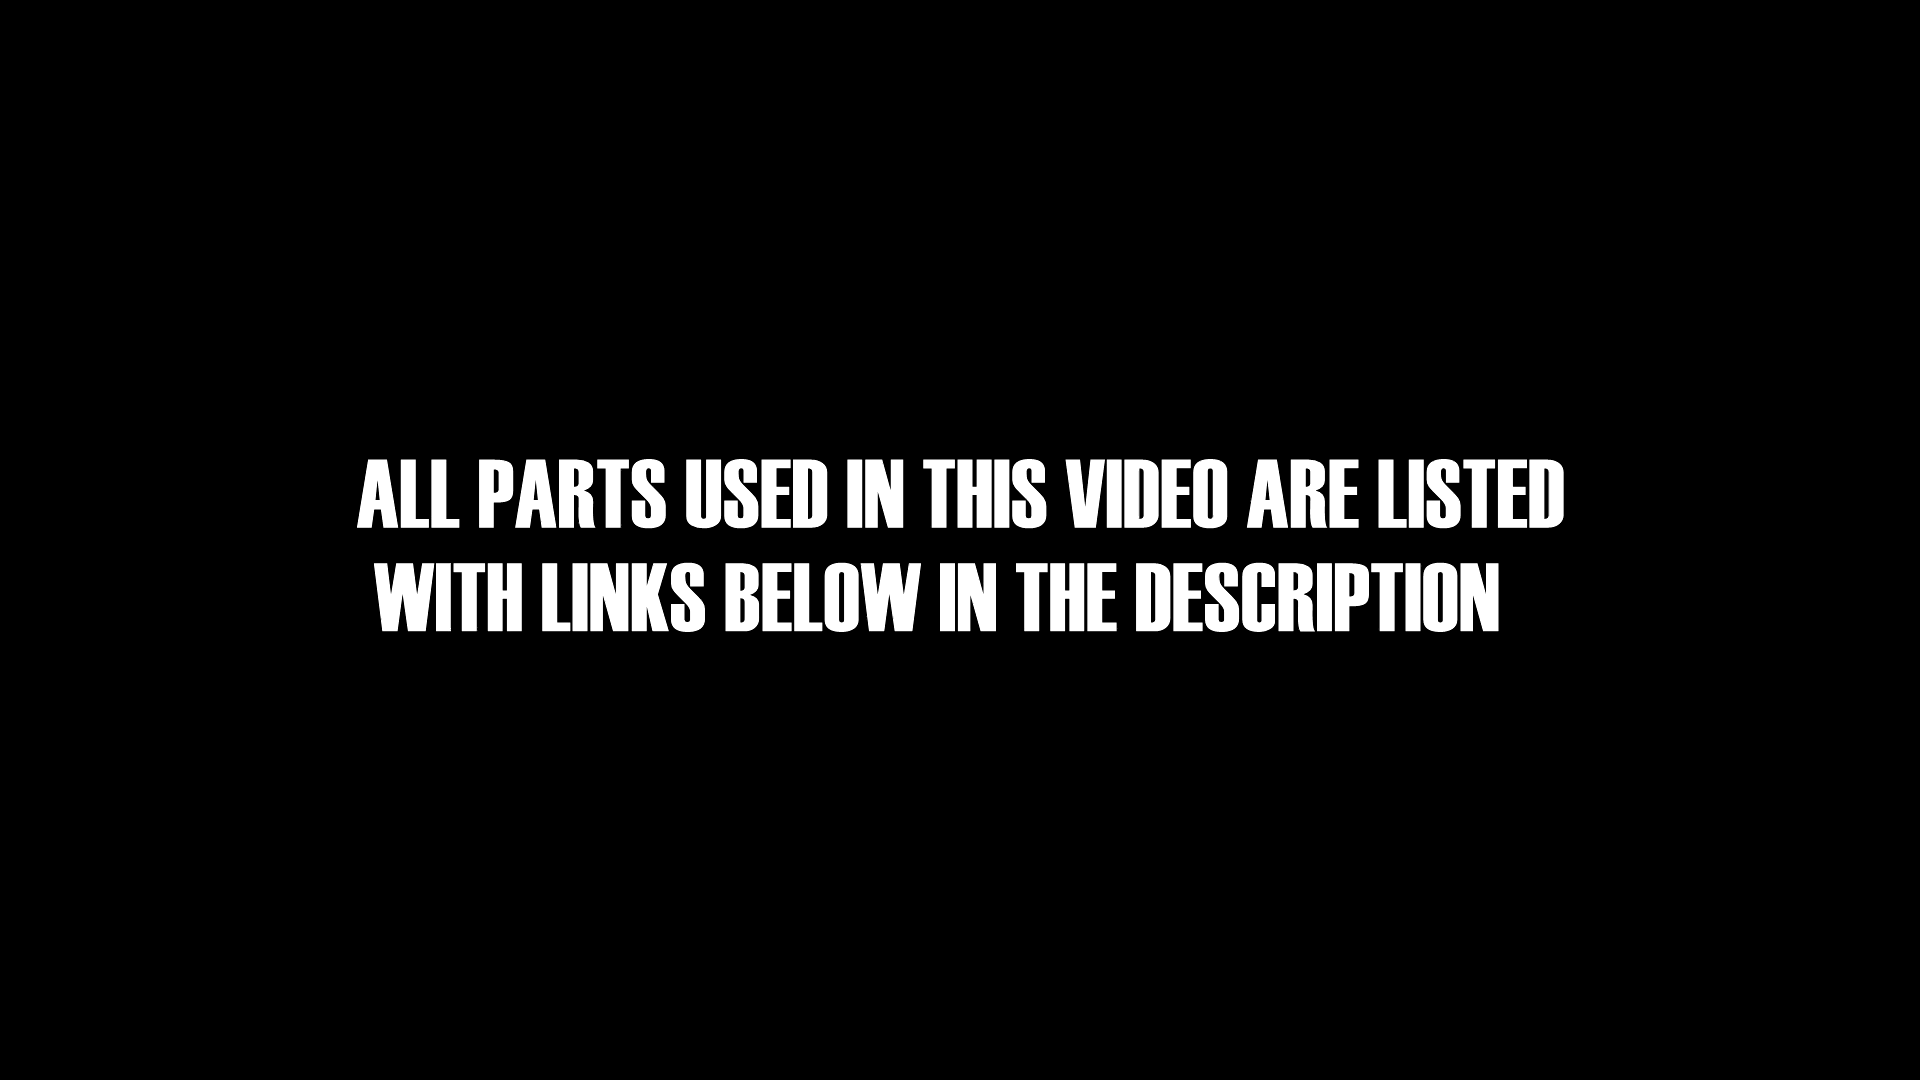 ALL PARTS USED IN THIS VIDEO ARE LISTED
WITH LINKS BELOW IN THE DESCRIPTION